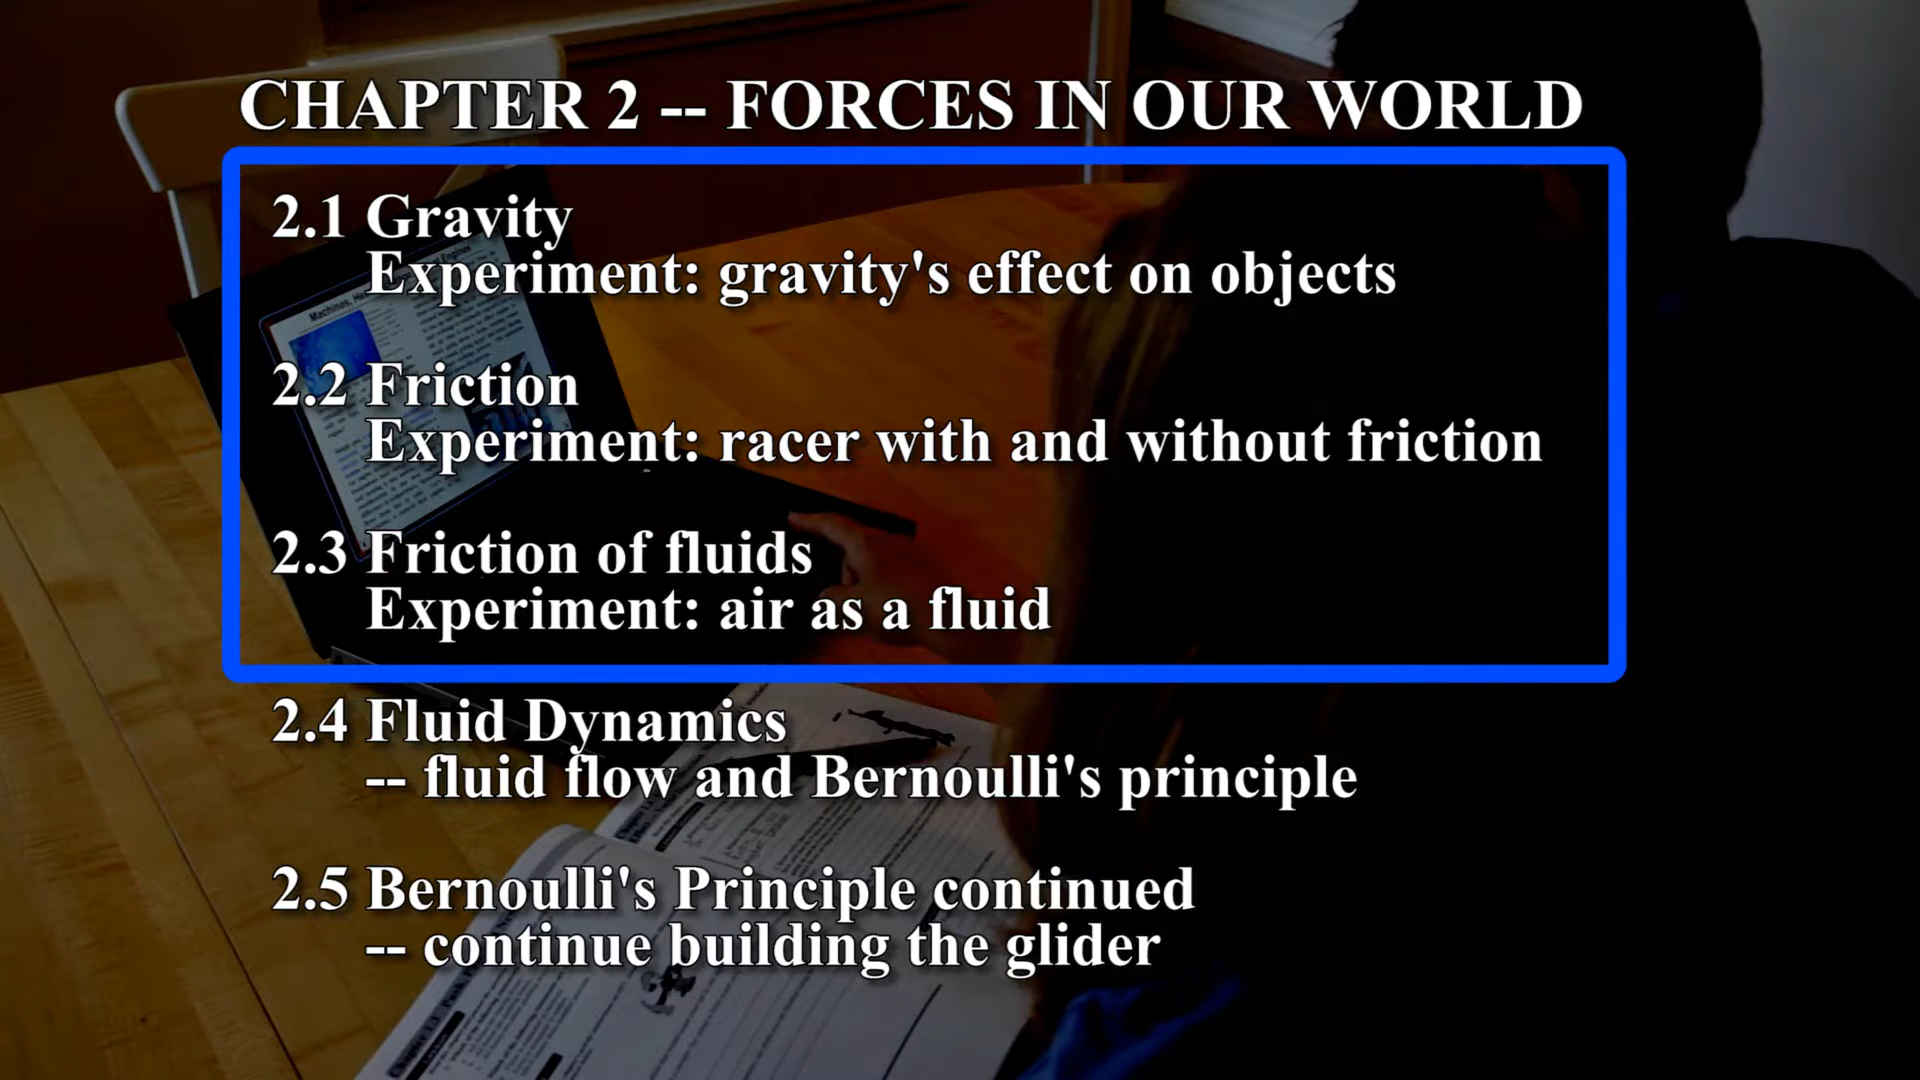 CHAPTER 2 -- FORCES IN OUR WORLD
2.1 Gravity
Experiment: gravity's effect on objects
2.2 Friction
Experiment: racer with and without friction
2.3 Friction of fluids
Experiment: air as a fluid
2.4 Fluid Dynamics
-- fluid flow and Bernoulli's principle
2.5 Bernoulli's Principle continued
-- continue building the glider